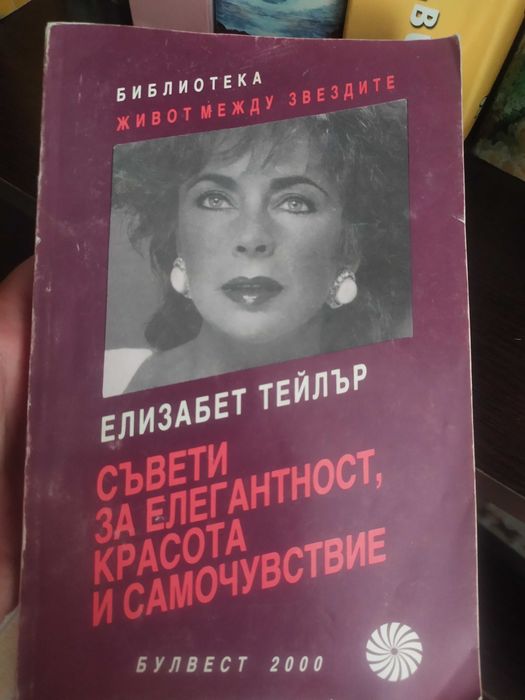 БИБЛИОТЕКА
ЖИВОТ МЕЖДУ ЗВЕЗДИТЕ
ЕЛИЗАБЕТ ТЕЙЛЪР
СЪВЕТИ
ЗА ЕЛЕГАНТНОСТ,
КРАСОТА
И САМОЧУВСТВИЕ
БУЛВЕСТ 2000